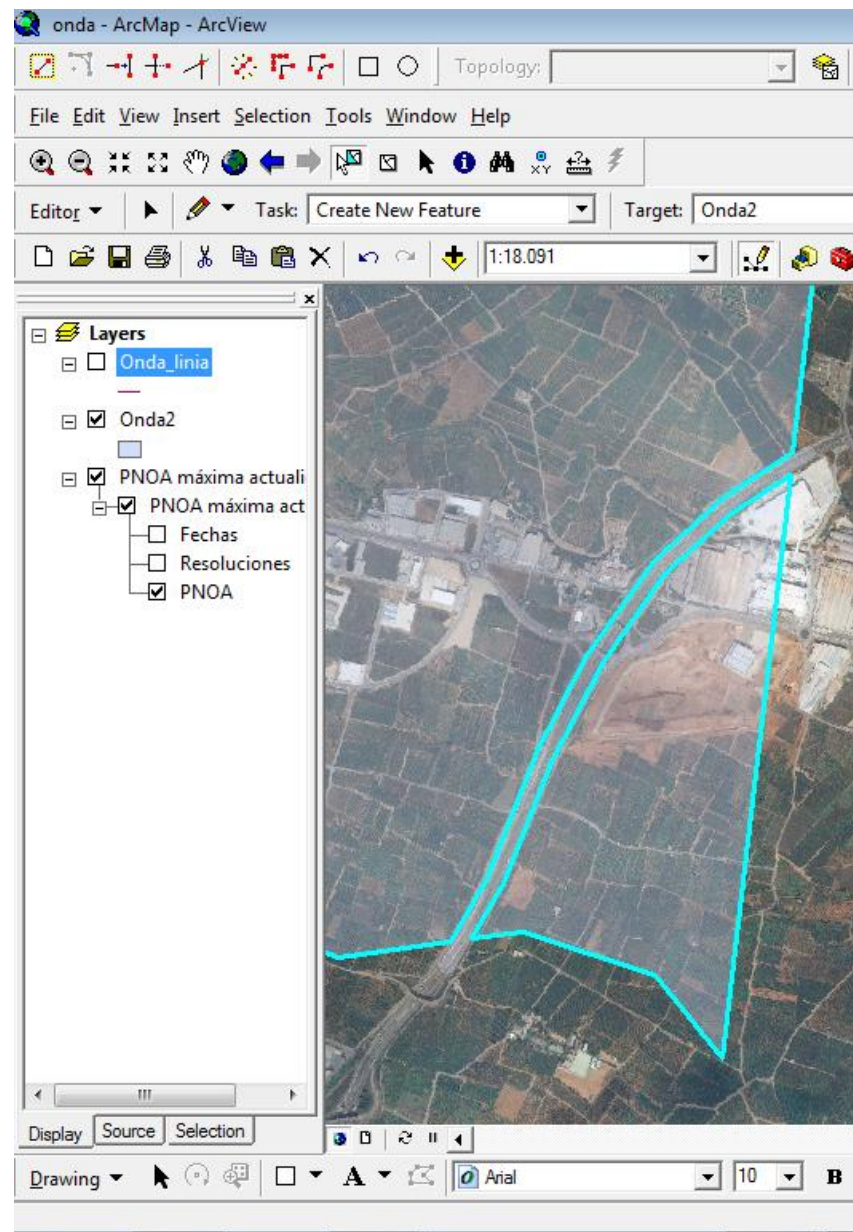 onda - ArcMap - ArcView
Topology:
File Edit View Insert Selection Tools Window Help
XY
Editor Task: Create New Feature Target: Onda2
1:18.091
Layers
Onda_linia
Onda2
PNOA máxima actuali
PNOA máxima act
Fechas
Resoluciones
PNOA
Display Source Selection
Drawing A Arial 10 B